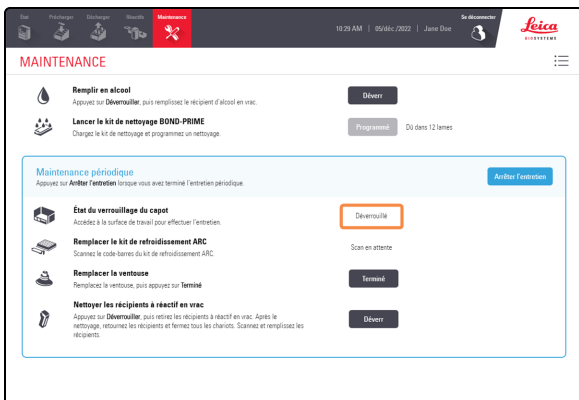 État Précharger Décharger Réactifs Maintenance
10:29 AM | 05/déc./2022 | Jane Doe
Se déconnecter
Leica
BIOSYSTEMS
MAINTENANCE
Remplir en alcool
Appuyez sur Déverrouiller, puis remplissez le récipient d'alcool en vrac.
Déverr
Lancer le kit de nettoyage BOND-PRIME
Chargez le kit de nettoyage et programmez un nettoyage.
Programmé
Dû dans 12 lames
Maintenance périodique
Appuyez sur Arrêter l'entretien lorsque vous avez terminé l'entretien périodique.
Arrêter l'entretien
État du verrouillage du capot
Accédez à la surface de travail pour effectuer l'entretien.
Déverrouillé
Remplacer le kit de refroidissement ARC
Scannez le code-barres du kit de refroidissement ARC.
Scan en attente
Remplacer la ventouse
Remplacez la ventouse, puis appuyez sur Terminé
Terminé
Nettoyer les récipients à réactif en vrac
Appuyez sur Déverrouiller, puis retirez les récipients à réactif en vrac. Après le
nettoyage, retournez les récipients et fermez tous les chariots. Scannez et remplissez les
récipients.
Déverr